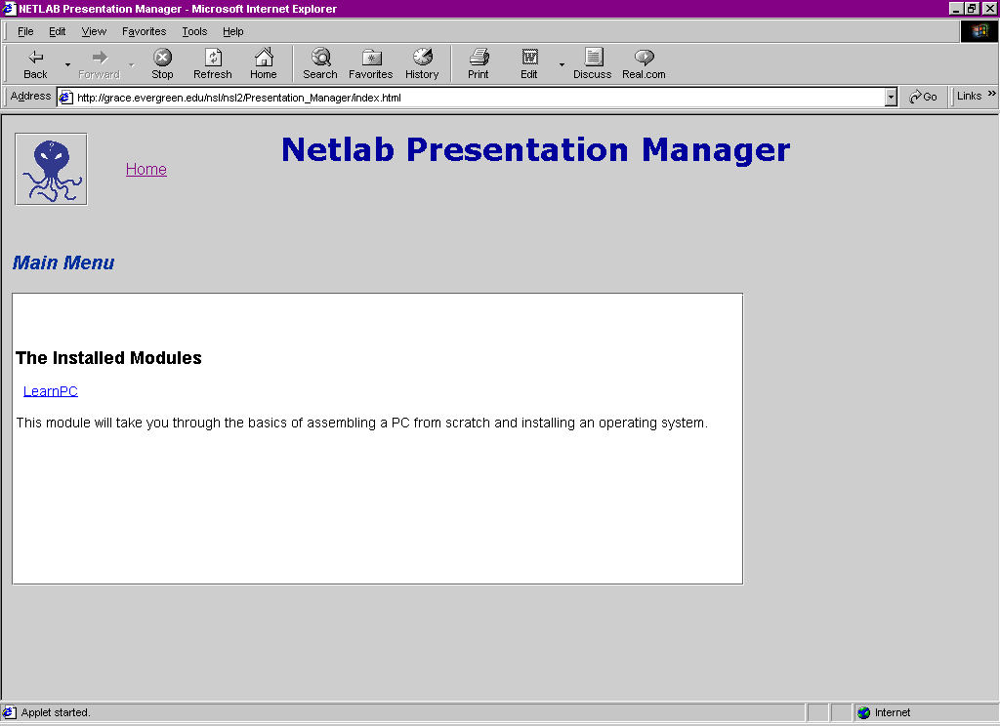 NETLAB Presentation Manager - Microsoft Internet Explorer
File Edit View Favorites Tools Help
Back Forward Stop Refresh Home Search Favorites History Print Edit Discuss Real.com
Address http://grace.evergreen.edu/nsl/nsl2/Presentation_Manager/index.html Go Links »
Netlab Presentation Manager
Home
Main Menu
The Installed Modules
LearnPC
This module will take you through the basics of assembling a PC from scratch and installing an operating system.
Applet started. Internet